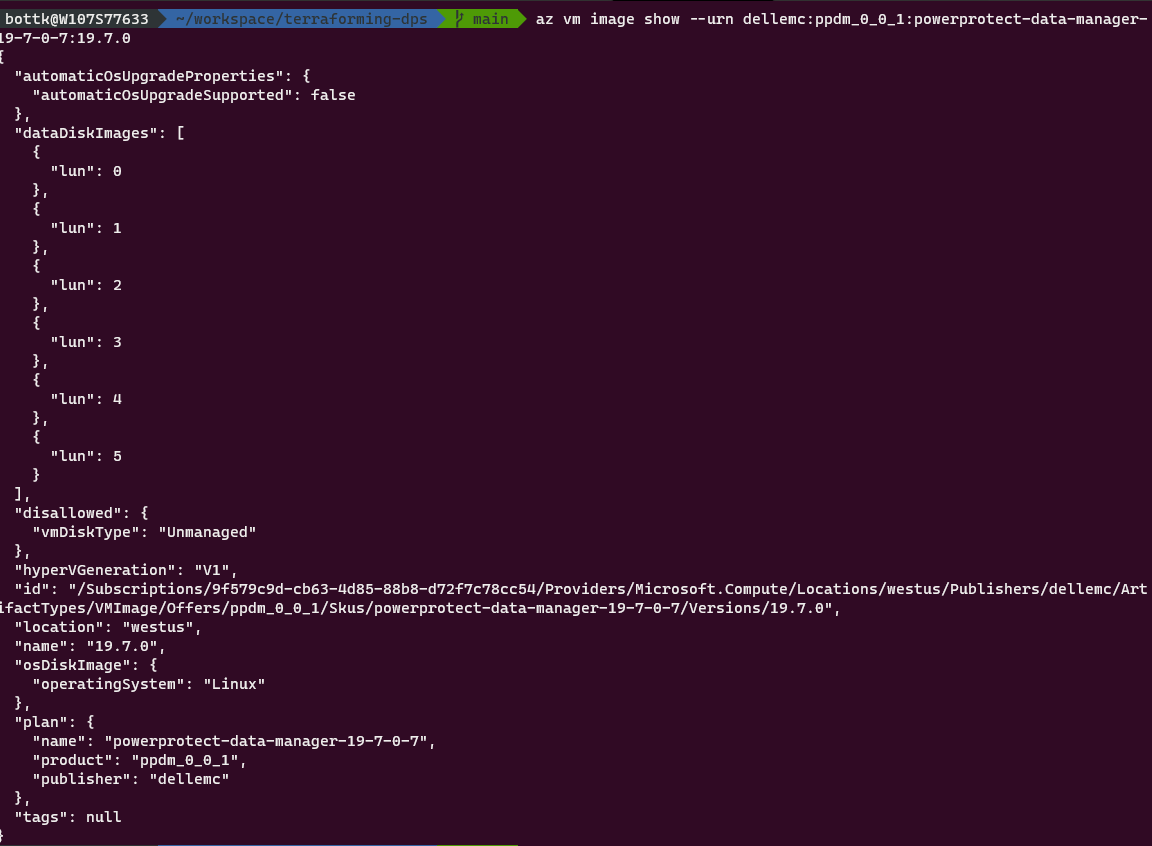 bottk@W107S77633 ~/workspace/terraforming-dps main az vm image show --urn dellemc:ppdm_0_0_1:powerprotect-data-manager-
19-7-0-7:19.7.0
{
  "automaticOsUpgradeProperties": {
    "automaticOsUpgradeSupported": false
  },
  "dataDiskImages": [
    {
      "lun": 0
    },
    {
      "lun": 1
    },
    {
      "lun": 2
    },
    {
      "lun": 3
    },
    {
      "lun": 4
    },
    {
      "lun": 5
    }
  ],
  "disallowed": {
    "vmDiskType": "Unmanaged"
  },
  "hyperVGeneration": "V1",
  "id": "/Subscriptions/9f579c9d-cb63-4d85-88b8-d72f7c78cc54/Providers/Microsoft.Compute/Locations/westus/Publishers/dellemc/Art
ifactTypes/VMImage/Offers/ppdm_0_0_1/Skus/powerprotect-data-manager-19-7-0-7/Versions/19.7.0",
  "location": "westus",
  "name": "19.7.0",
  "osDiskImage": {
    "operatingSystem": "Linux"
  },
  "plan": {
    "name": "powerprotect-data-manager-19-7-0-7",
    "product": "ppdm_0_0_1",
    "publisher": "dellemc"
  },
  "tags": null
}